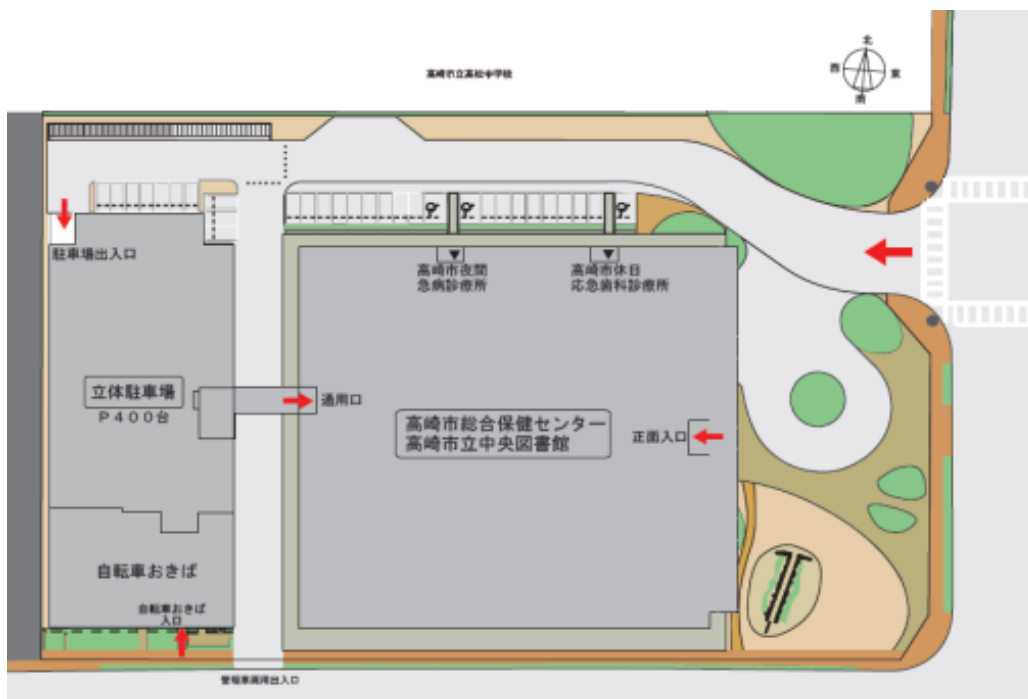 北
西
東
南
高崎市立高松中学校
駐車場出入口
高崎市夜間
急病診療所
高崎市休日
応急歯科診療所
立体駐車場
P400台
通用口
高崎市総合保健センター
高崎市立中央図書館
正面入口
自転車おきば
自転車おきば
入口
管理車両用出入口